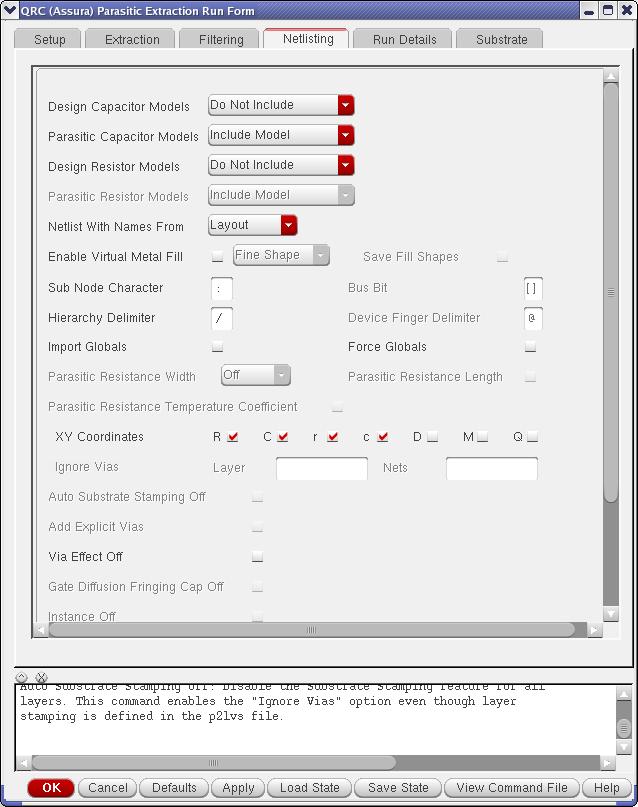 QRC (Assura) Parasitic Extraction Run Form
Setup Extraction Filtering Netlisting Run Details Substrate
Design Capacitor Models Do Not Include
Parasitic Capacitor Models Include Model
Design Resistor Models Do Not Include
Parasitic Resistor Models Include Model
Netlist With Names From Layout
Enable Virtual Metal Fill Fine Shape Save Fill Shapes
Sub Node Character : Bus Bit []
Hierarchy Delimiter / Device Finger Delimiter @
Import Globals Force Globals
Parasitic Resistance Width Off Parasitic Resistance Length
Parasitic Resistance Temperature Coefficient
XY Coordinates R C r c D M Q
Ignore Vias Layer Nets
Auto Substrate Stamping Off
Add Explicit Vias
Via Effect Off
Gate Diffusion Fringing Cap Off
Instance Off
Auto Substrate Stamping Off: Disable the Substrate Stamping feature for all
layers. This command enables the "Ignore Vias" option even though layer
stamping is defined in the p2lvs file.
OK Cancel Defaults Apply Load State Save State View Command File Help